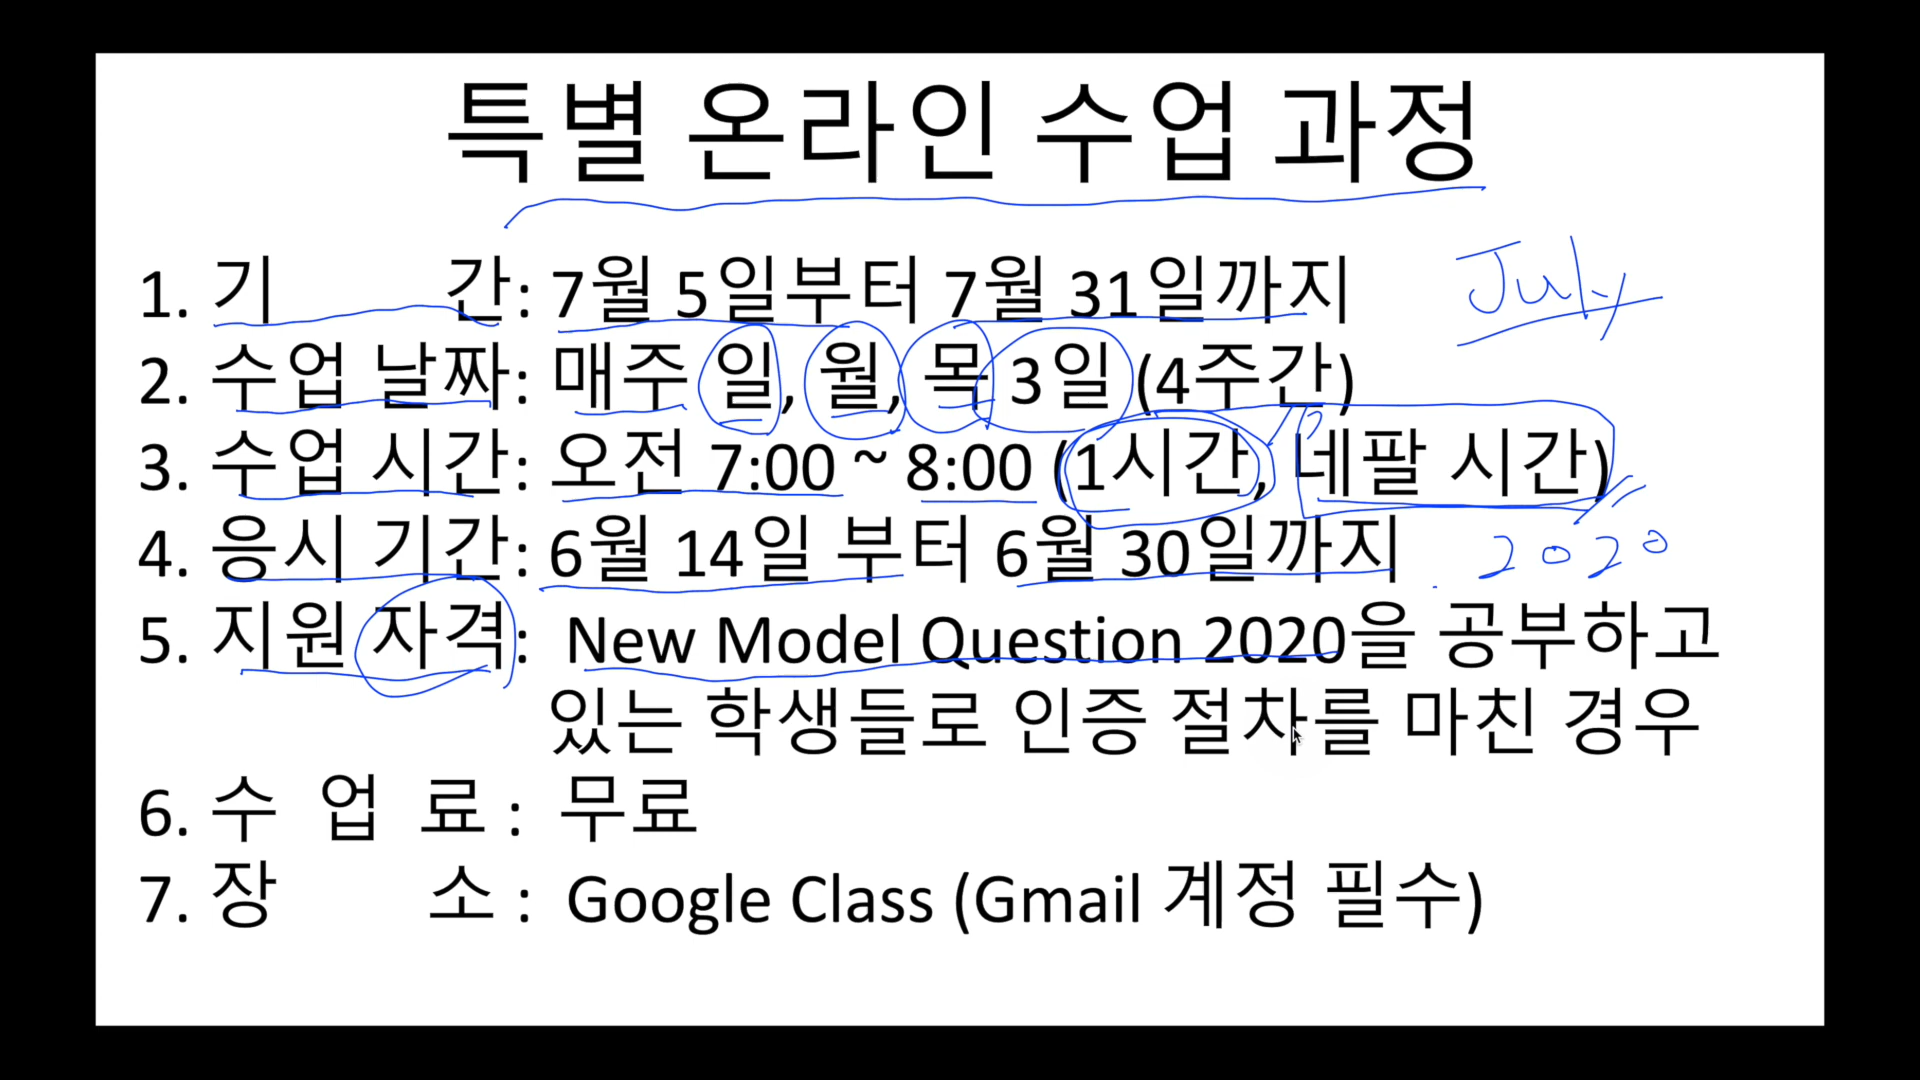 특별 온라인 수업 과정
1. 기 간: 7월 5일부터 7월 31일까지
July
2. 수업 날짜: 매주 일, 월, 목 3일 (4주간)
3. 수업 시간: 오전 7:00 ~ 8:00 (1시간, 네팔 시간)
4. 응시 기간: 6월 14일 부터 6월 30일까지
2020
5. 지원 자격: New Model Question 2020을 공부하고
있는 학생들로 인증 절차를 마친 경우
6. 수 업 료 : 무료
7. 장 소 : Google Class (Gmail 계정 필수)